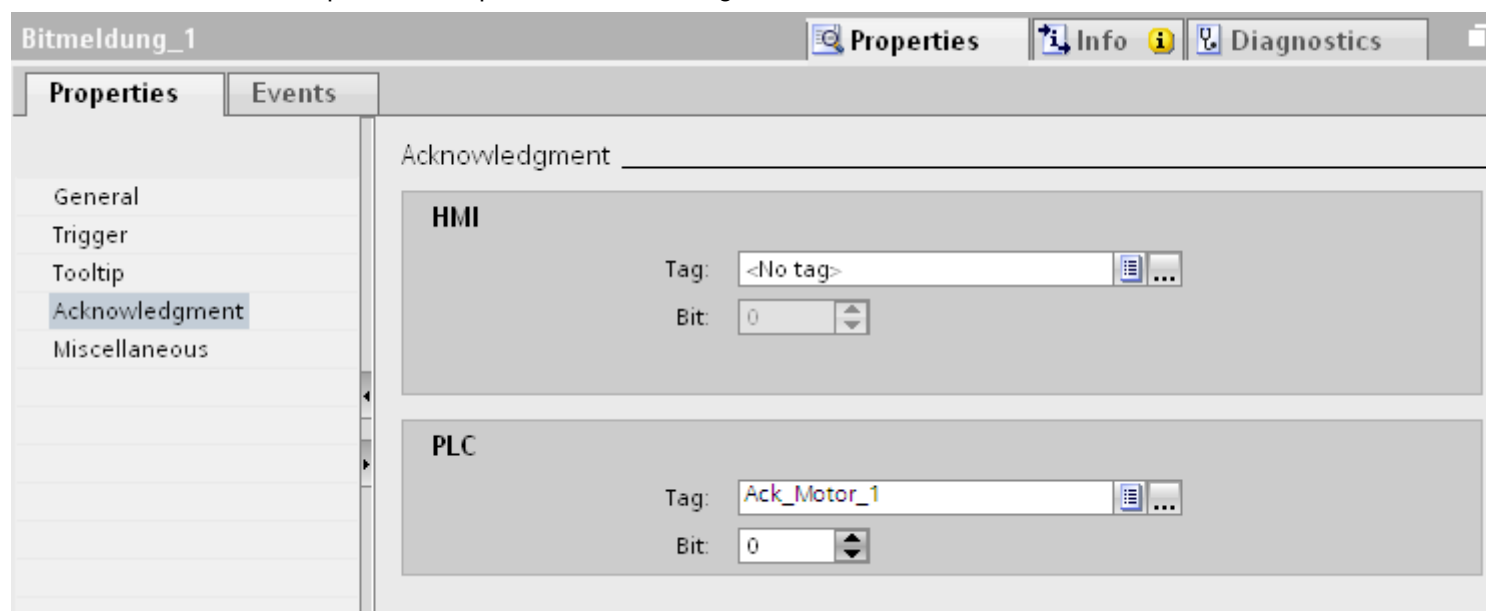 Bitmeldung_1 Properties Info Diagnostics
Properties Events
Acknowledgment
General
Trigger
Tooltip
Acknowledgment
Miscellaneous
HMI
Tag: <No tag> ...
Bit: 0
PLC
Tag: Ack_Motor_1 ...
Bit: 0